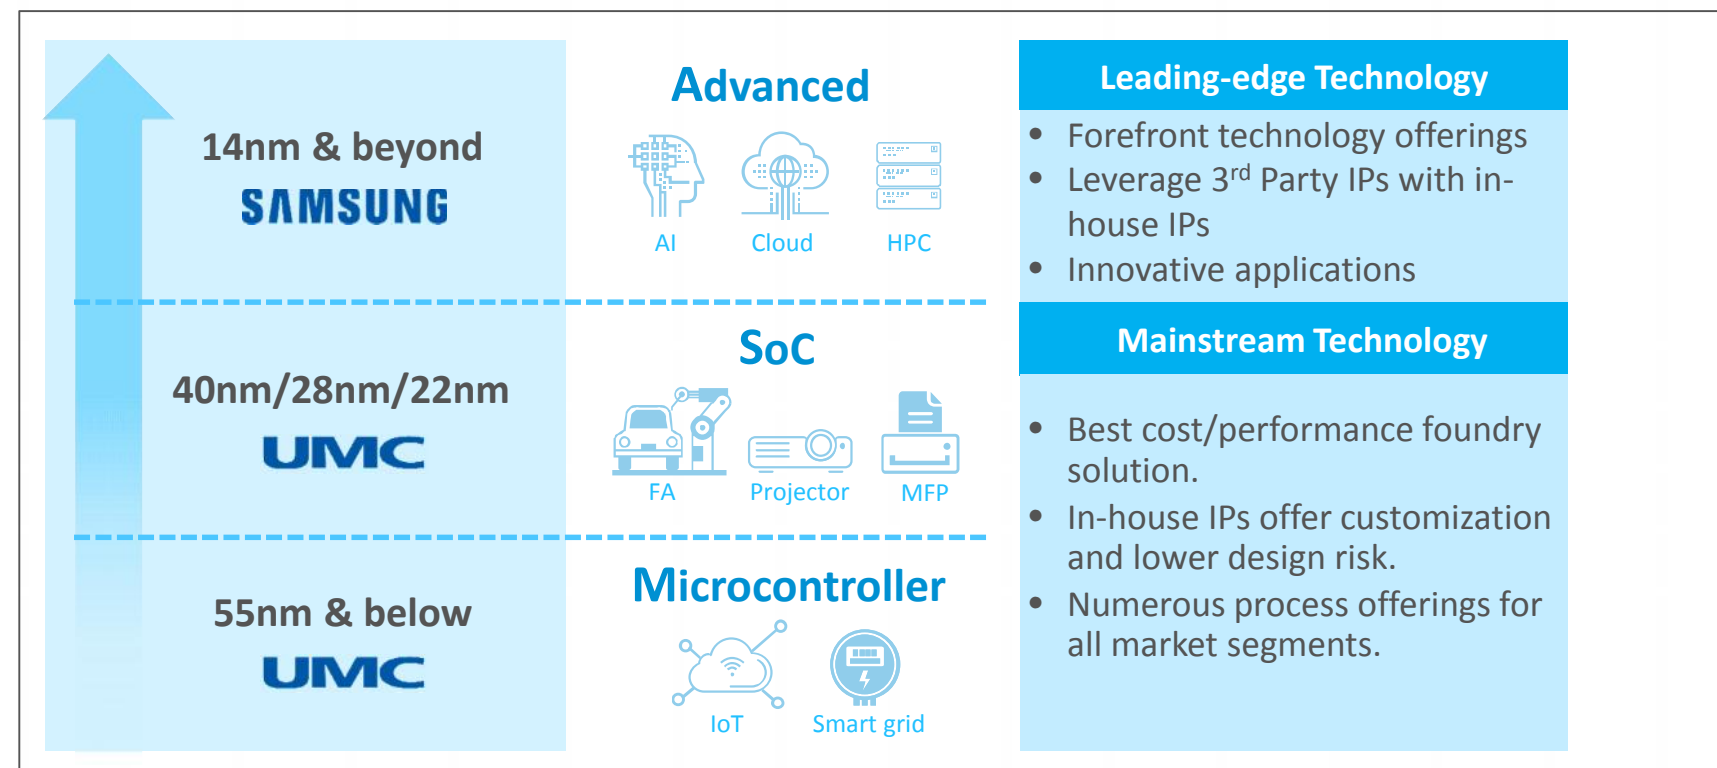 14nm & beyond
SAMSUNG
Advanced
AI
Cloud
HPC
40nm/28nm/22nm
UMC
SoC
FA
Projector
MFP
55nm & below
UMC
Microcontroller
IoT
Smart grid
Leading-edge Technology
• Forefront technology offerings
• Leverage 3rd Party IPs with in-
house IPs
• Innovative applications
Mainstream Technology
• Best cost/performance foundry
solution.
• In-house IPs offer customization
and lower design risk.
• Numerous process offerings for
all market segments.